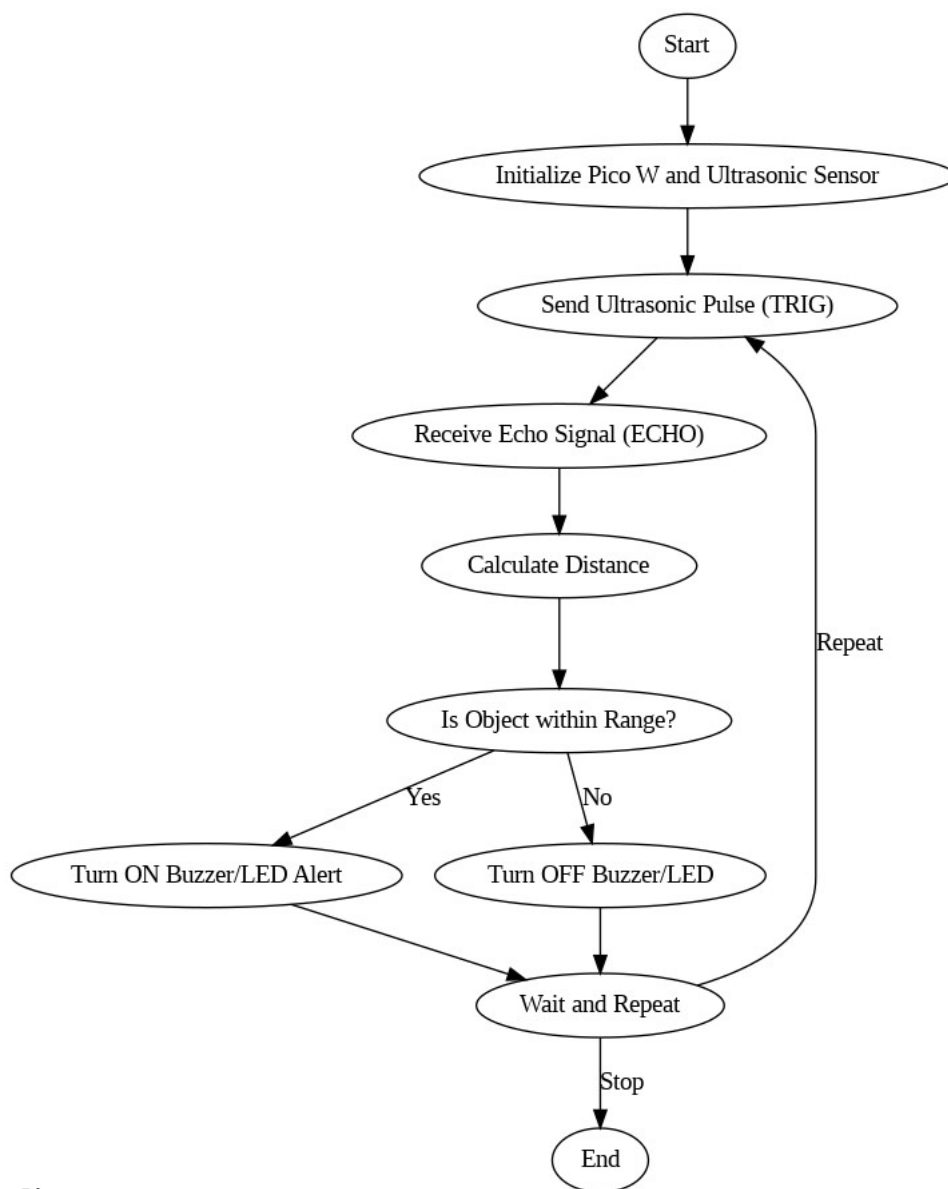 Start
Initialize Pico W and Ultrasonic Sensor
Send Ultrasonic Pulse (TRIG)
Receive Echo Signal (ECHO)
Calculate Distance
Repeat
Is Object within Range?
Yes
No
Turn ON Buzzer/LED Alert
Turn OFF Buzzer/LED
Wait and Repeat
Stop
End